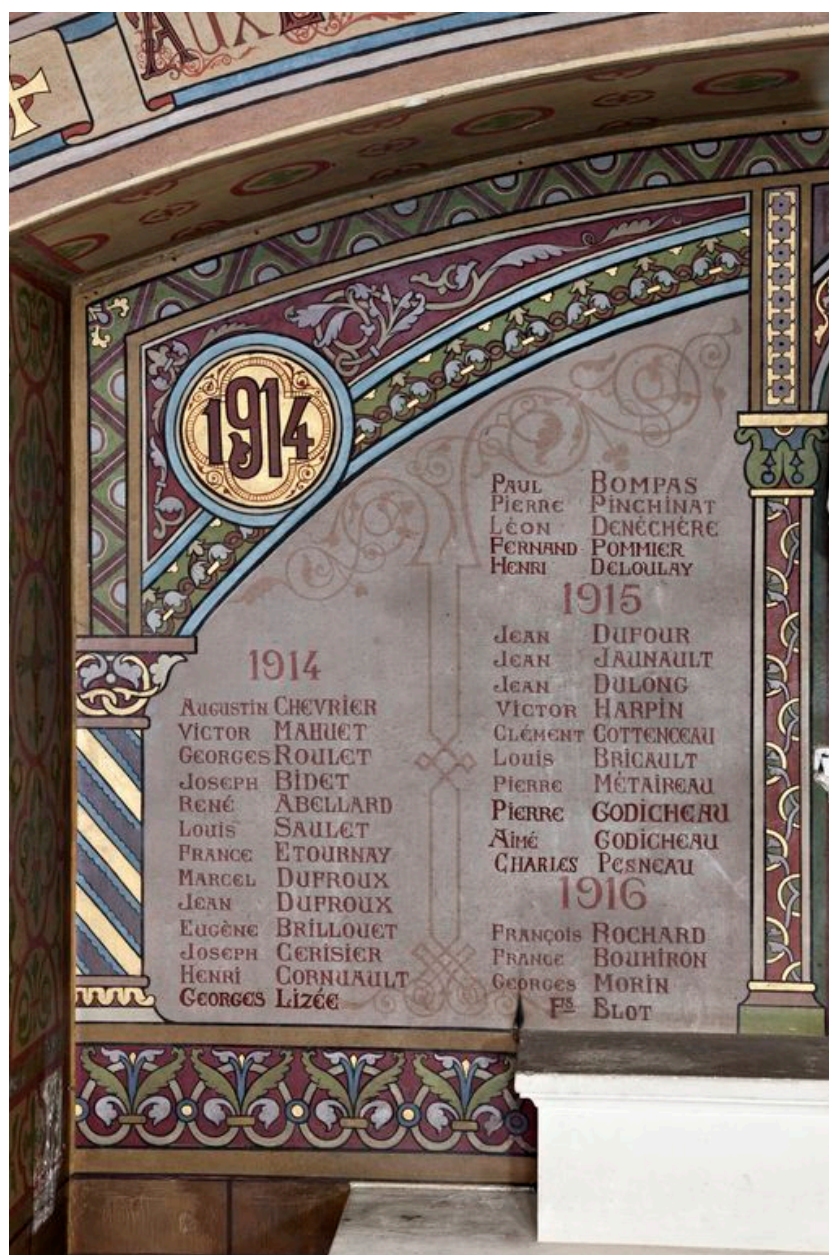 AUX
1914
1914
AUGUSTIN CHEVRIER
VICTOR MAHUET
GEORGES ROULET
JOSEPH BIDET
RENÉ ABELLARD
LOUIS SAULET
FRANCE ETOURNAY
MARCEL DUFROUX
JEAN DUFROUX
EUGÈNE BRILLOUET
JOSEPH CERISIER
HENRI CORNUAULT
GEORGES LIZÉE
PAUL BOMPAS
PIERRE PINCHINAT
LÉON DENÉCHÈRE
FERNAND POMMIER
HENRI DELOULAY
1915
JEAN DUFOUR
JEAN JAUNAULT
JEAN DULONG
VICTOR HARPIN
CLÉMENT COTTENCEAU
LOUIS BRICAULT
PIERRE MÉTAIREAU
PIERRE GODICHEAU
AIMÉ GODICHEAU
CHARLES PESNEAU
1916
FRANÇOIS ROCHARD
FRANCE BOUHIRON
GEORGES MORIN
Fs BLOT